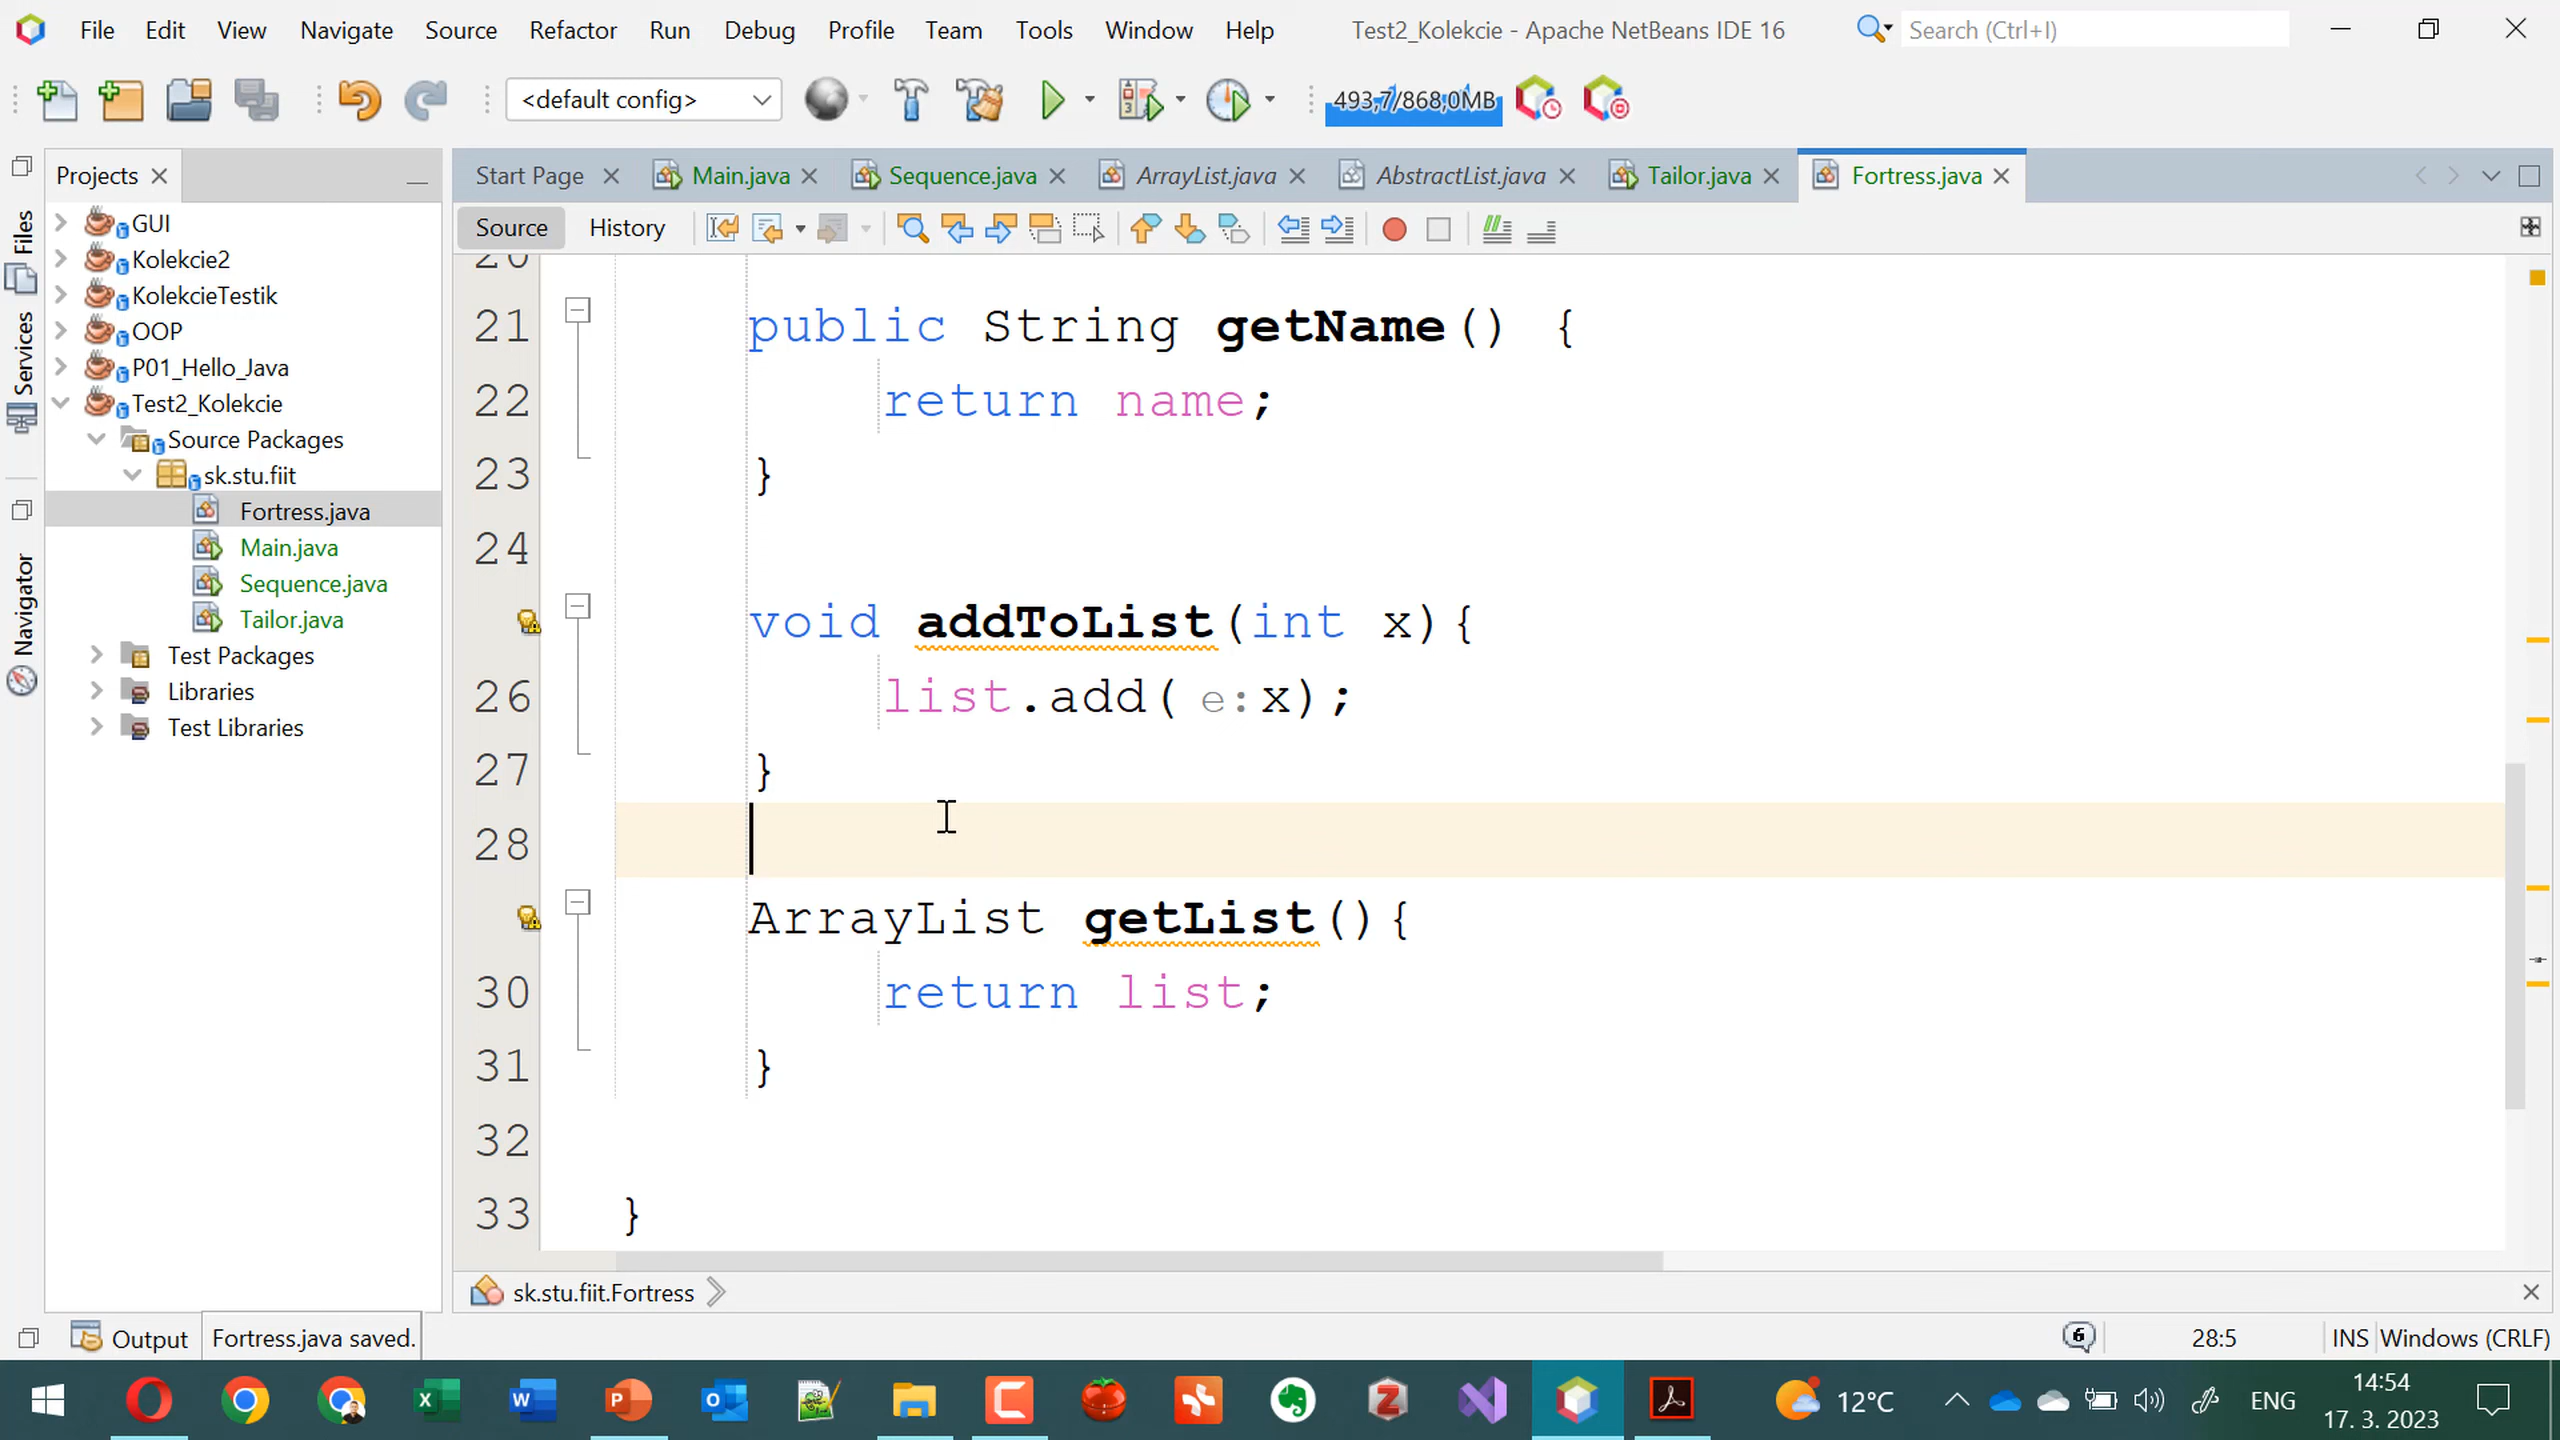 File Edit View Navigate Source Refactor Run Debug Profile Team Tools Window Help Test2_Kolekcie - Apache NetBeans IDE 16 Search (Ctrl+I)
<default config> 493,7/868,0MB
Projects
Start Page Main.java Sequence.java ArrayList.java AbstractList.java Tailor.java Fortress.java
Source History
Files
Services
Navigator
GUI
Kolekcie2
KolekcieTestik
OOP
P01_Hello_Java
Test2_Kolekcie
Source Packages
sk.stu.fiit
Fortress.java
Main.java
Sequence.java
Tailor.java
Test Packages
Libraries
Test Libraries
20
21 public String getName() {
22 return name;
23 }
24
void addToList(int x){
26 list.add( e:x);
27 }
28
ArrayList getList(){
30 return list;
31 }
32
33 }
sk.stu.fiit.Fortress
Output Fortress.java saved. 6 28:5 INS Windows (CRLF)
12°C ENG 14:54
17. 3. 2023